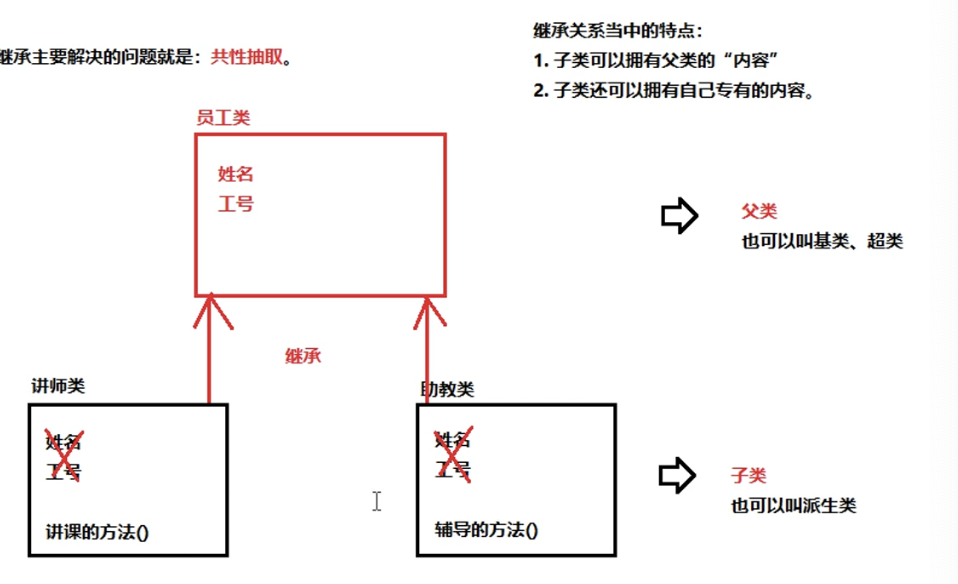 继承主要解决的问题就是：共性抽取。
继承关系当中的特点：
1. 子类可以拥有父类的“内容”
2. 子类还可以拥有自己专有的内容。
员工类
姓名
工号
父类
也可以叫基类、超类
继承
讲师类
姓名
工号
讲课的方法()
助教类
姓名
工号
辅导的方法()
子类
也可以叫派生类